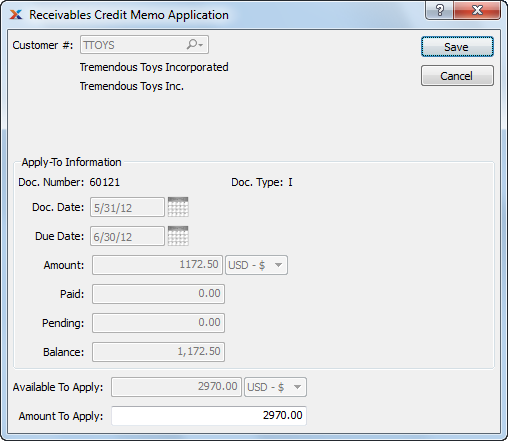 Receivables Credit Memo Application
Customer #: TTOYS
Save
Tremendous Toys Incorporated
Cancel
Tremendous Toys Inc.
Apply-To Information
Doc. Number: 60121 Doc. Type: I
Doc. Date: 5/31/12
Due Date: 6/30/12
Amount: 1172.50 USD - $
Paid: 0.00
Pending: 0.00
Balance: 1,172.50
Available To Apply: 2970.00 USD - $
Amount To Apply: 2970.00